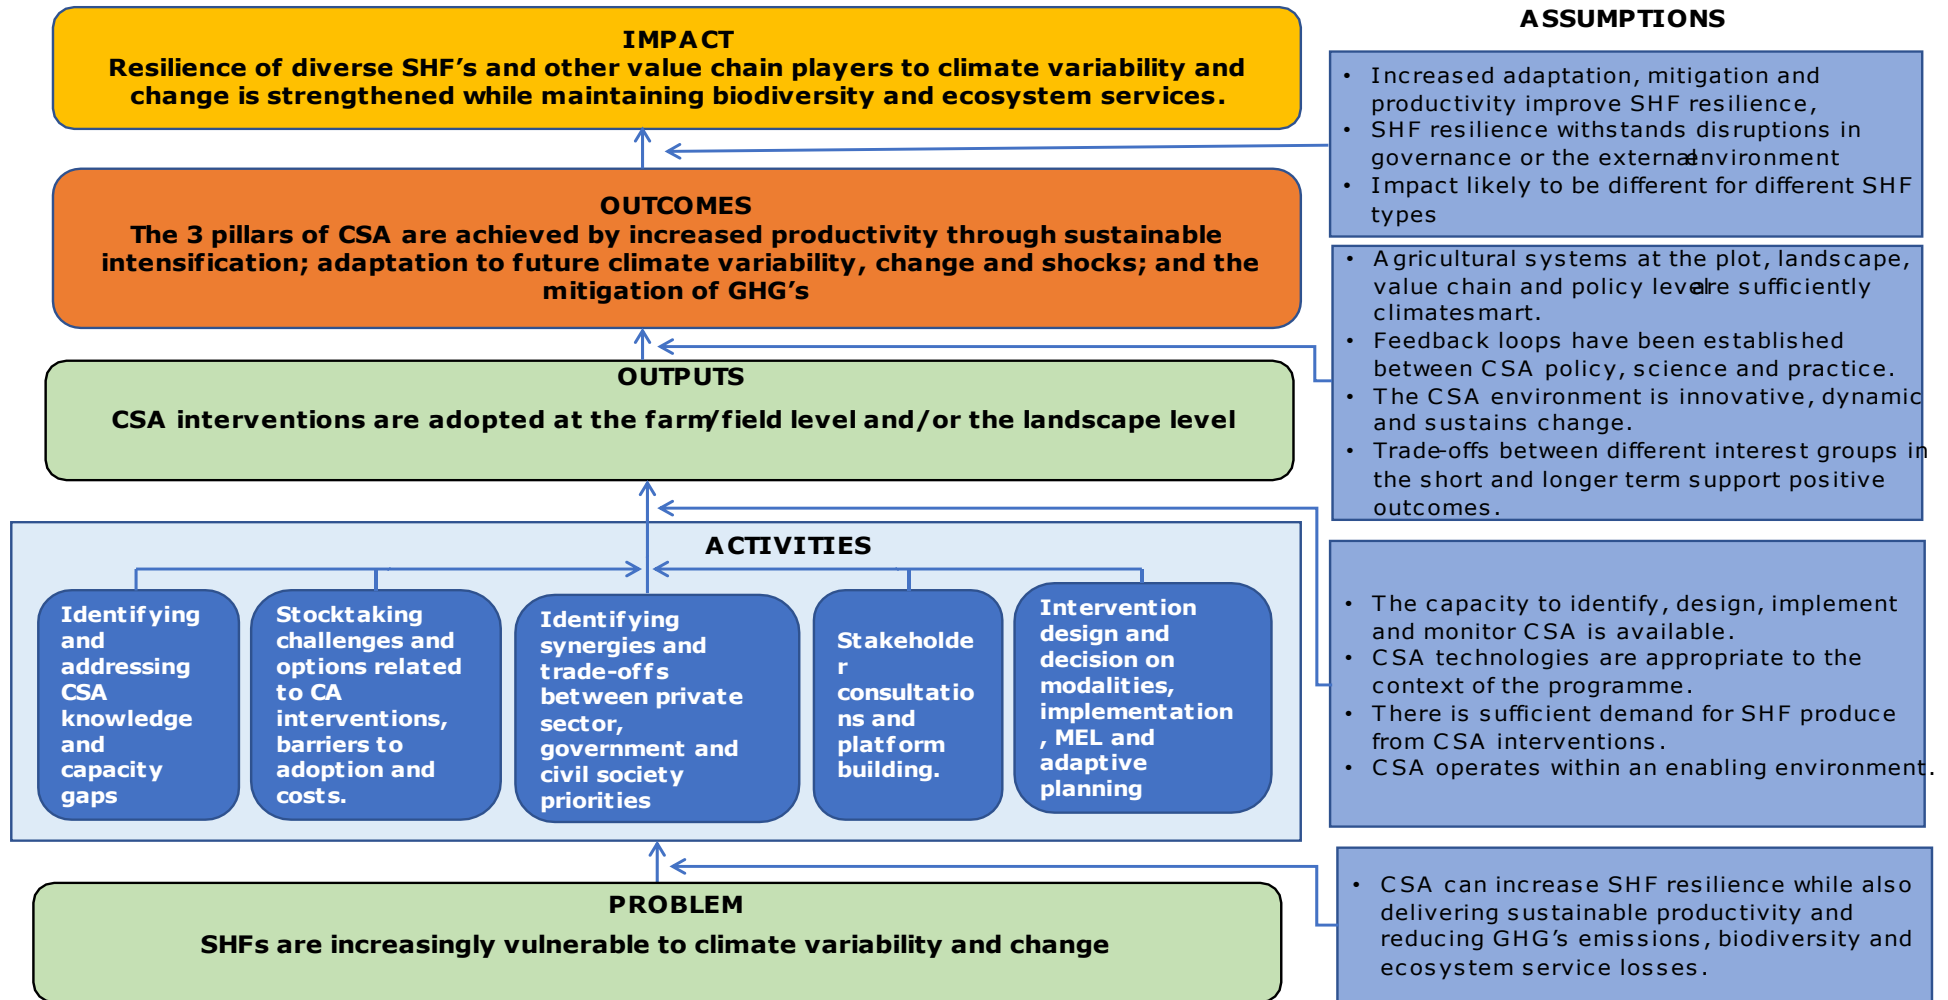 IMPACT
Resilience of diverse SHF's and other value chain players to climate variability and
change is strengthened while maintaining biodiversity and ecosystem services.
OUTCOMES
The 3 pillars of CSA are achieved by increased productivity through sustainable
intensification; adaptation to future climate variability, change and shocks; and the
mitigation of GHG's
OUTPUTS
CSA interventions are adopted at the farm/field level and/or the landscape level
ACTIVITIES
Identifying
and
addressing
CSA
knowledge
and
capacity
gaps
Stocktaking
challenges and
options related
to CA
interventions,
barriers to
adoption and
costs.
Identifying
synergies and
trade-offs
between private
sector,
government and
civil society
priorities
Stakeholde
r
consultatio
ns and
platform
building.
Intervention
design and
decision on
modalities,
implementation
, MEL and
adaptive
planning
PROBLEM
SHFs are increasingly vulnerable to climate variability and change
ASSUMPTIONS
• Increased adaptation, mitigation and
productivity improve SHF resilience,
• SHF resilience withstands disruptions in
governance or the external environment
• Impact likely to be different for different SHF
types
• Agricultural systems at the plot, landscape,
value chain and policy level are sufficiently
climatesmart.
• Feedback loops have been established
between CSA policy, science and practice.
• The CSA environment is innovative, dynamic
and sustains change.
• Trade-offs between different interest groups in
the short and longer term support positive
outcomes.
• The capacity to identify, design, implement
and monitor CSA is available.
• CSA technologies are appropriate to the
context of the programme.
• There is sufficient demand for SHF produce
from CSA interventions.
• CSA operates within an enabling environment.
• CSA can increase SHF resilience while also
delivering sustainable productivity and
reducing GHG's emissions, biodiversity and
ecosystem service losses.